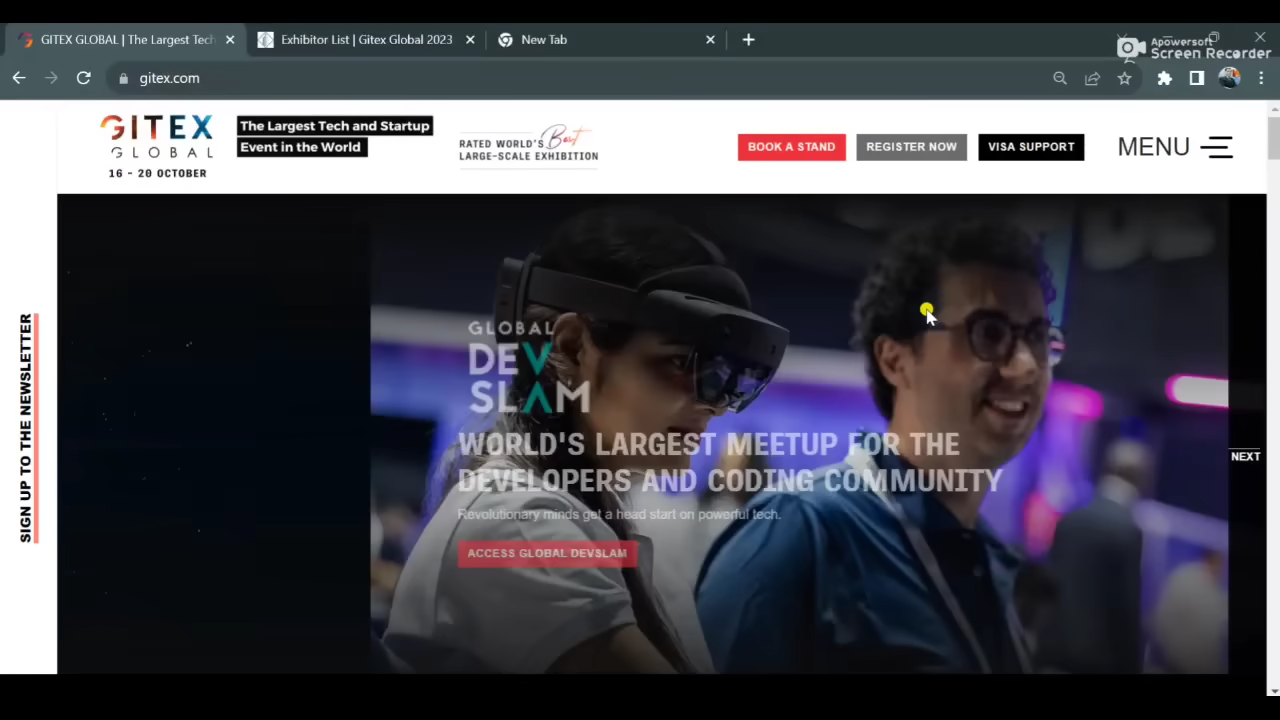 GITEX GLOBAL | The Largest Tech
Exhibitor List | Gitex Global 2023
New Tab
Apowersoft
Screen Recorder
gitex.com
GITEX
GLOBAL
16 - 20 OCTOBER
The Largest Tech and Startup
Event in the World
RATED WORLD'S Best
LARGE-SCALE EXHIBITION
BOOK A STAND
REGISTER NOW
VISA SUPPORT
MENU
SIGN UP TO THE NEWSLETTER
GLOBAL
DEV
SLAM
WORLD'S LARGEST MEETUP FOR THE
DEVELOPERS AND CODING COMMUNITY
Revolutionary minds get a head start on powerful tech.
ACCESS GLOBAL DEVSLAM
NEXT